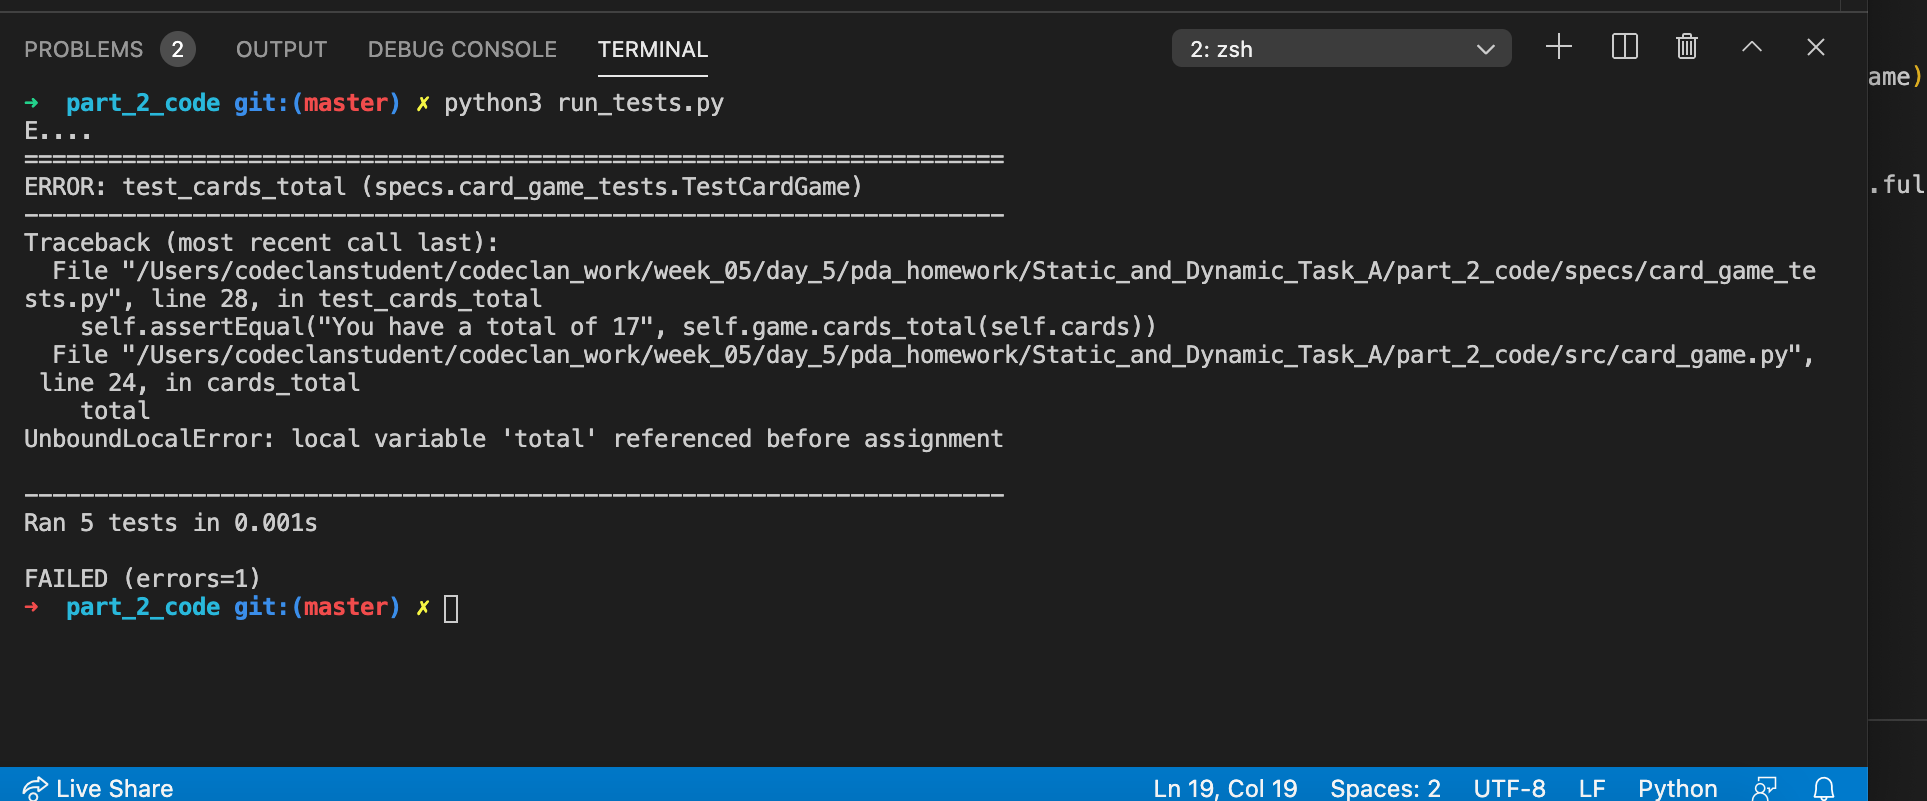 PROBLEMS 2 OUTPUT DEBUG CONSOLE TERMINAL 2: zsh
ame)
➜ part_2_code git:(master) ✗ python3 run_tests.py
E....
======================================================================
.ful
ERROR: test_cards_total (specs.card_game_tests.TestCardGame)
----------------------------------------------------------------------
Traceback (most recent call last):
  File "/Users/codeclanstudent/codeclan_work/week_05/day_5/pda_homework/Static_and_Dynamic_Task_A/part_2_code/specs/card_game_te
sts.py", line 28, in test_cards_total
    self.assertEqual("You have a total of 17", self.game.cards_total(self.cards))
  File "/Users/codeclanstudent/codeclan_work/week_05/day_5/pda_homework/Static_and_Dynamic_Task_A/part_2_code/src/card_game.py",
 line 24, in cards_total
    total
UnboundLocalError: local variable 'total' referenced before assignment
----------------------------------------------------------------------
Ran 5 tests in 0.001s
FAILED (errors=1)
➜ part_2_code git:(master) ✗
Live Share Ln 19, Col 19 Spaces: 2 UTF-8 LF Python